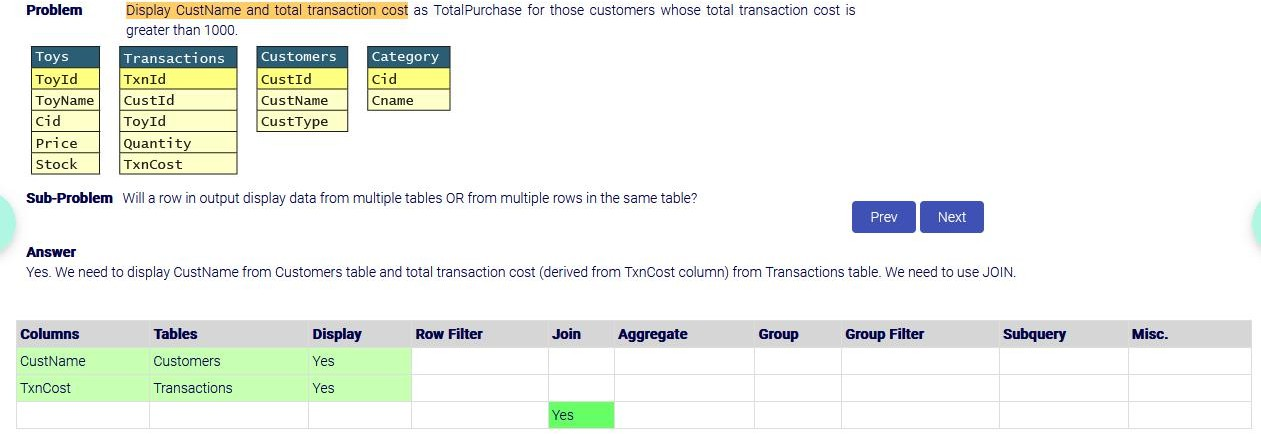 Problem Display CustName and total transaction cost as TotalPurchase for those customers whose total transaction cost is
greater than 1000.
Toys Transactions Customers Category
ToyId TxnId CustId Cid
ToyName CustId CustName Cname
Cid ToyId CustType
Price Quantity
Stock TxnCost
Sub-Problem Will a row in output display data from multiple tables OR from multiple rows in the same table?
Prev Next
Answer
Yes. We need to display CustName from Customers table and total transaction cost (derived from TxnCost column) from Transactions table. We need to use JOIN.
Columns Tables Display Row Filter Join Aggregate Group Group Filter Subquery Misc.
CustName Customers Yes
TxnCost Transactions Yes
Yes